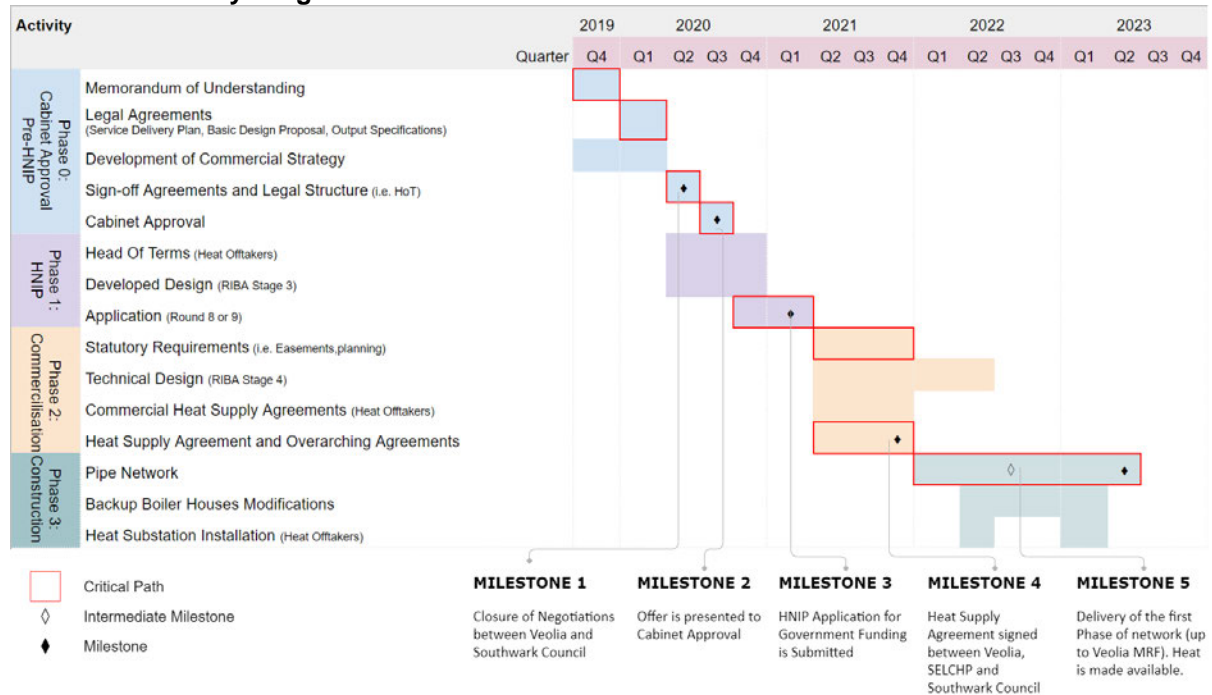 Activity 2019 2020 2021 2022 2023
Quarter Q4 Q1 Q2 Q3 Q4 Q1 Q2 Q3 Q4 Q1 Q2 Q3 Q4 Q1 Q2 Q3 Q4
Phase 0:
Cabinet Approval
Pre-HNIP
Memorandum of Understanding
Legal Agreements
(Service Delivery Plan, Basic Design Proposal, Output Specifications)
Development of Commercial Strategy
Sign-off Agreements and Legal Structure (i.e. HoT)
Cabinet Approval
Phase 1:
HNIP
Head Of Terms (Heat Offtakers)
Developed Design (RIBA Stage 3)
Application (Round 8 or 9)
Phase 2:
Commercilisation
Statutory Requirements (i.e. Easements,planning)
Technical Design (RIBA Stage 4)
Commercial Heat Supply Agreements (Heat Offtakers)
Heat Supply Agreement and Overarching Agreements
Phase 3:
Construction
Pipe Network
Backup Boiler Houses Modifications
Heat Substation Installation (Heat Offtakers)
Critical Path
Intermediate Milestone
Milestone
MILESTONE 1
Closure of Negotiations
between Veolia and
Southwark Council
MILESTONE 2
Offer is presented to
Cabinet Approval
MILESTONE 3
HNIP Application for
Government Funding
is Submitted
MILESTONE 4
Heat Supply
Agreement signed
between Veolia,
SELCHP and
Southwark Council
MILESTONE 5
Delivery of the first
Phase of network (up
to Veolia MRF). Heat
is made available.